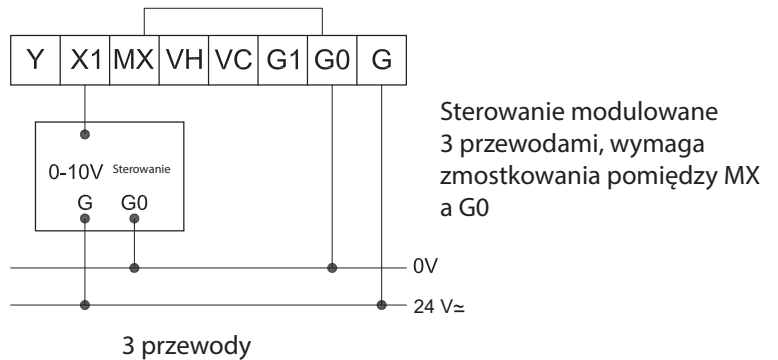 Y X1 MX VH VC G1 G0 G
Sterowanie modulowane
3 przewodami, wymaga
zmostkowania pomiędzy MX
a G0
0-10V Sterowanie
G G0
0V
24 V≃
3 przewody